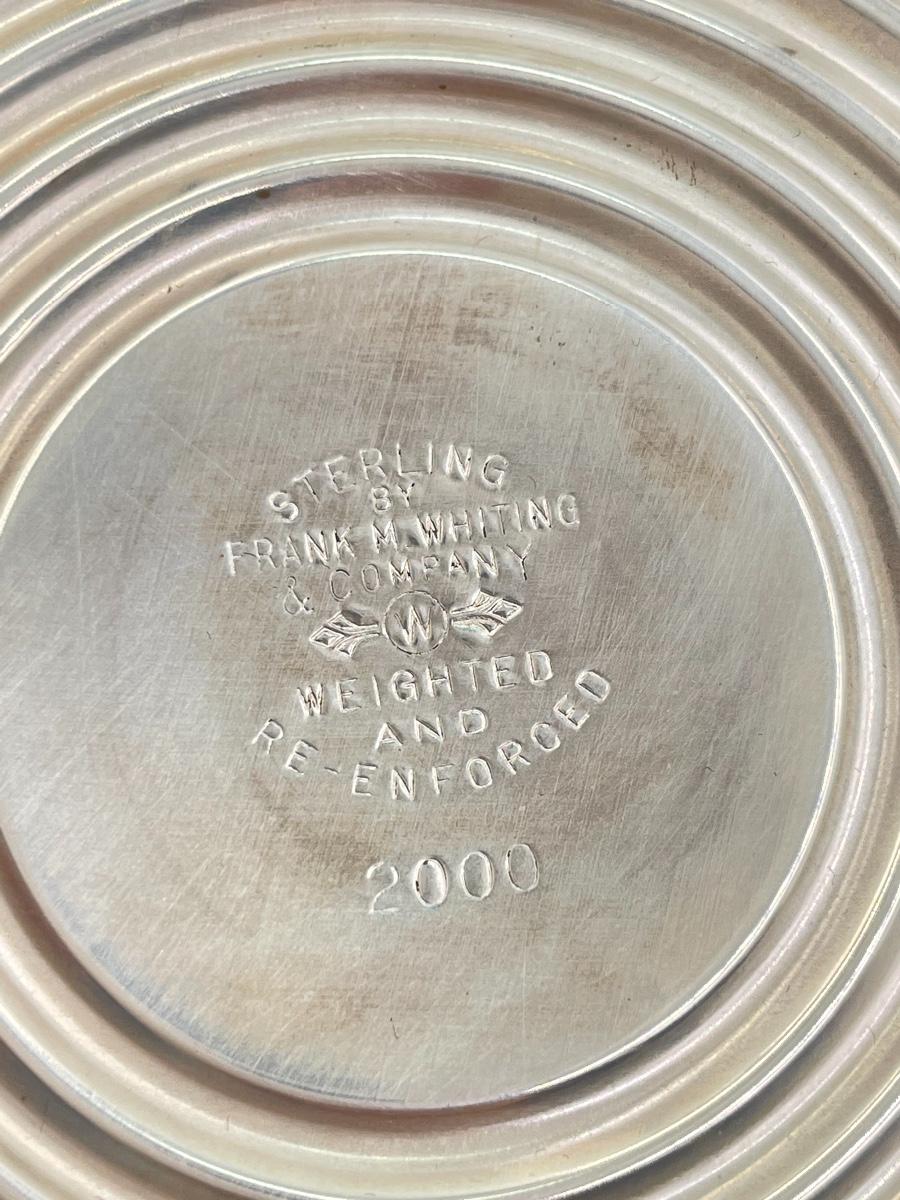 STERLING
BY
FRANK M. WHITING
& COMPANY
W
WEIGHTED
AND
RE-ENFORCED
2000